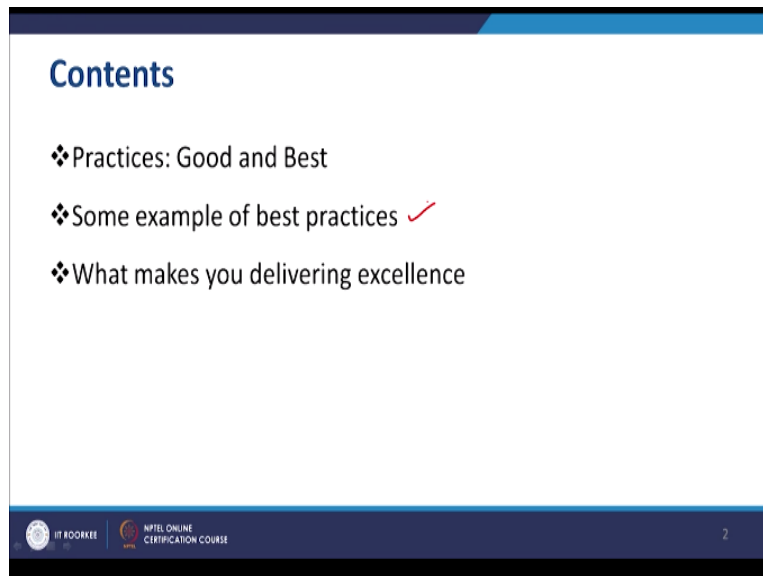 Contents
❖Practices: Good and Best
❖Some example of best practices
❖What makes you delivering excellence
IIT ROORKEE
NPTEL ONLINE
CERTIFICATION COURSE
2